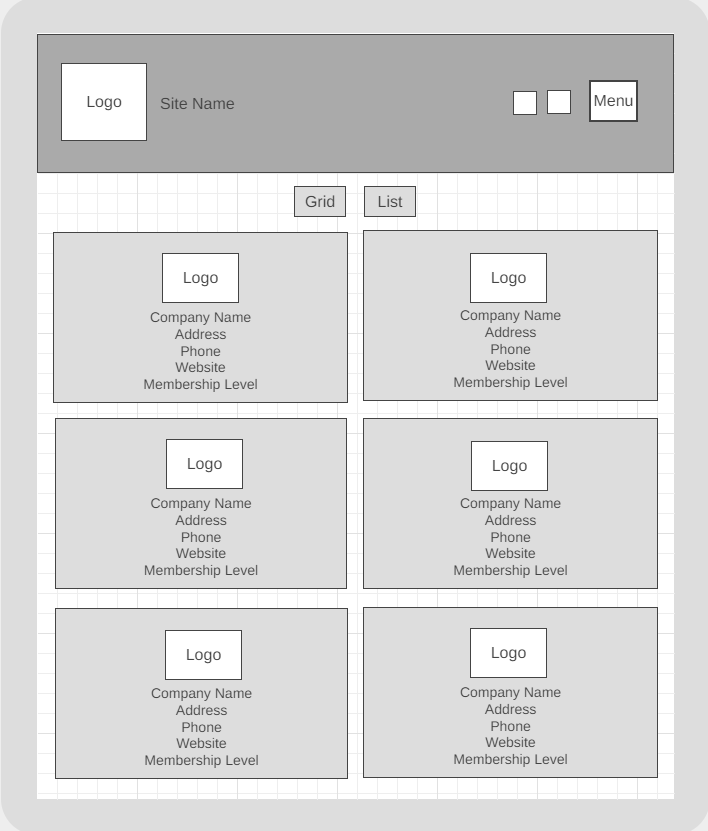 Logo
Site Name
Menu
Grid
List
Logo
Company Name
Address
Phone
Website
Membership Level
Logo
Company Name
Address
Phone
Website
Membership Level
Logo
Company Name
Address
Phone
Website
Membership Level
Logo
Company Name
Address
Phone
Website
Membership Level
Logo
Company Name
Address
Phone
Website
Membership Level
Logo
Company Name
Address
Phone
Website
Membership Level